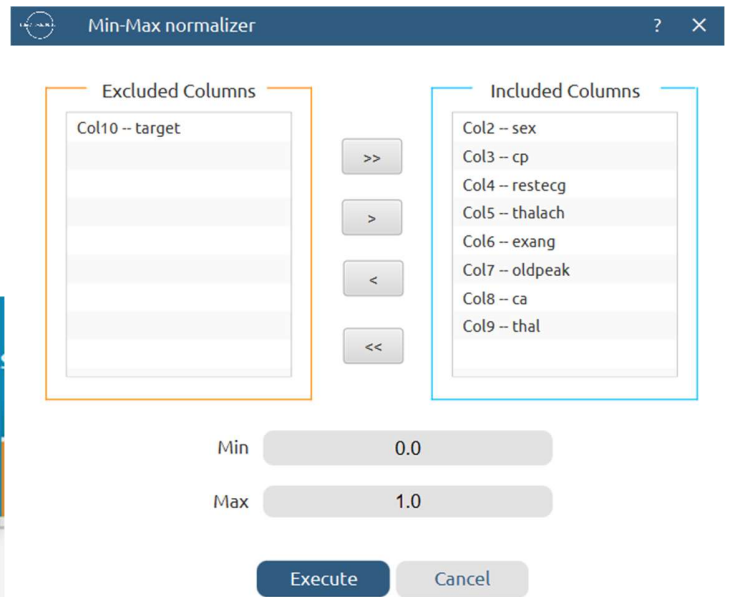 Min-Max normalizer ? ✕
Excluded Columns
Col10 -- target
>>
>
<
<<
Included Columns
Col2 -- sex
Col3 -- cp
Col4 -- restecg
Col5 -- thalach
Col6 -- exang
Col7 -- oldpeak
Col8 -- ca
Col9 -- thal
Min 0.0
Max 1.0
Execute Cancel